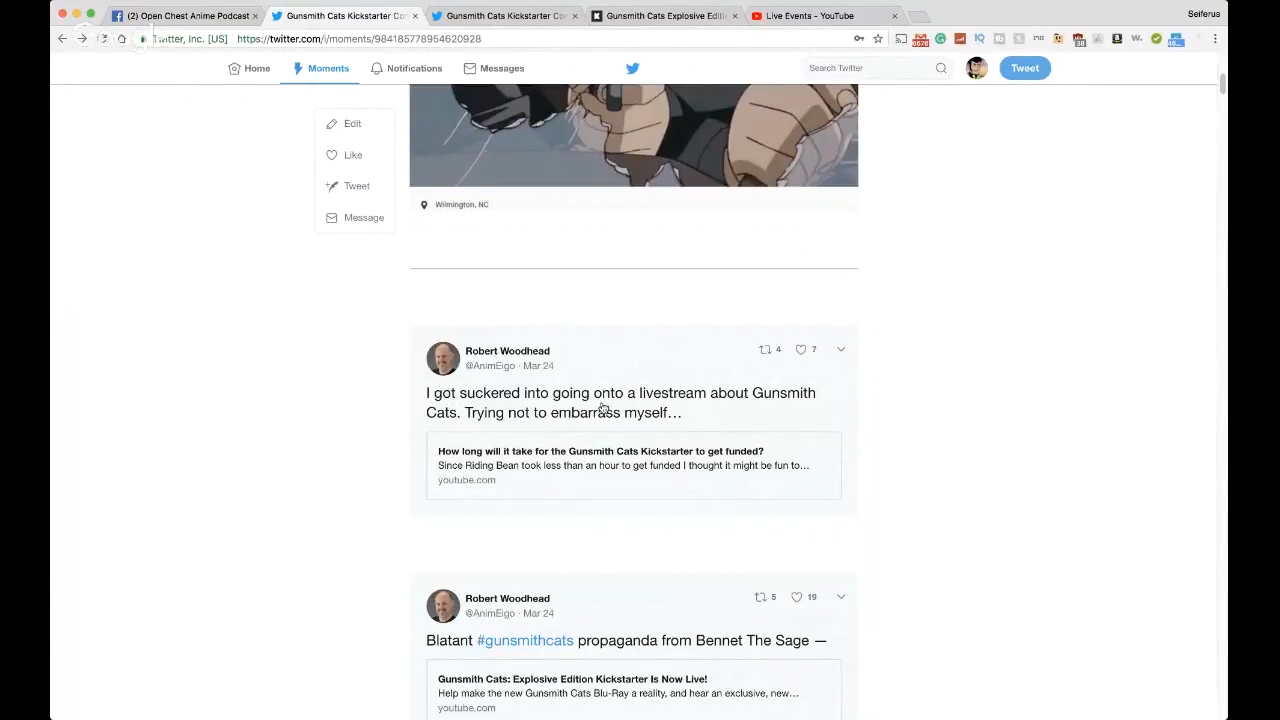 (2) Open Chest Anime Podcast
Gunsmith Cats Kickstarter Con
Gunsmith Cats Kickstarter Con
Gunsmith Cats Explosive Editi
Live Events - YouTube
Seiferus
Twitter, Inc. [US]
https://twitter.com/i/moments/984185778954620928
6676
39
Home
Moments
Notifications
Messages
Search Twitter
Tweet
Edit
Like
Tweet
Message
Wilmington, NC
Robert Woodhead
4
7
@AnimEigo · Mar 24
I got suckered into going onto a livestream about Gunsmith
Cats. Trying not to embarrass myself…
How long will it take for the Gunsmith Cats Kickstarter to get funded?
Since Riding Bean took less than an hour to get funded I thought it might be fun to...
youtube.com
Robert Woodhead
5
19
@AnimEigo · Mar 24
Blatant #gunsmithcats propaganda from Bennet The Sage —
Gunsmith Cats: Explosive Edition Kickstarter Is Now Live!
Help make the new Gunsmith Cats Blu-Ray a reality, and hear an exclusive, new...
youtube.com